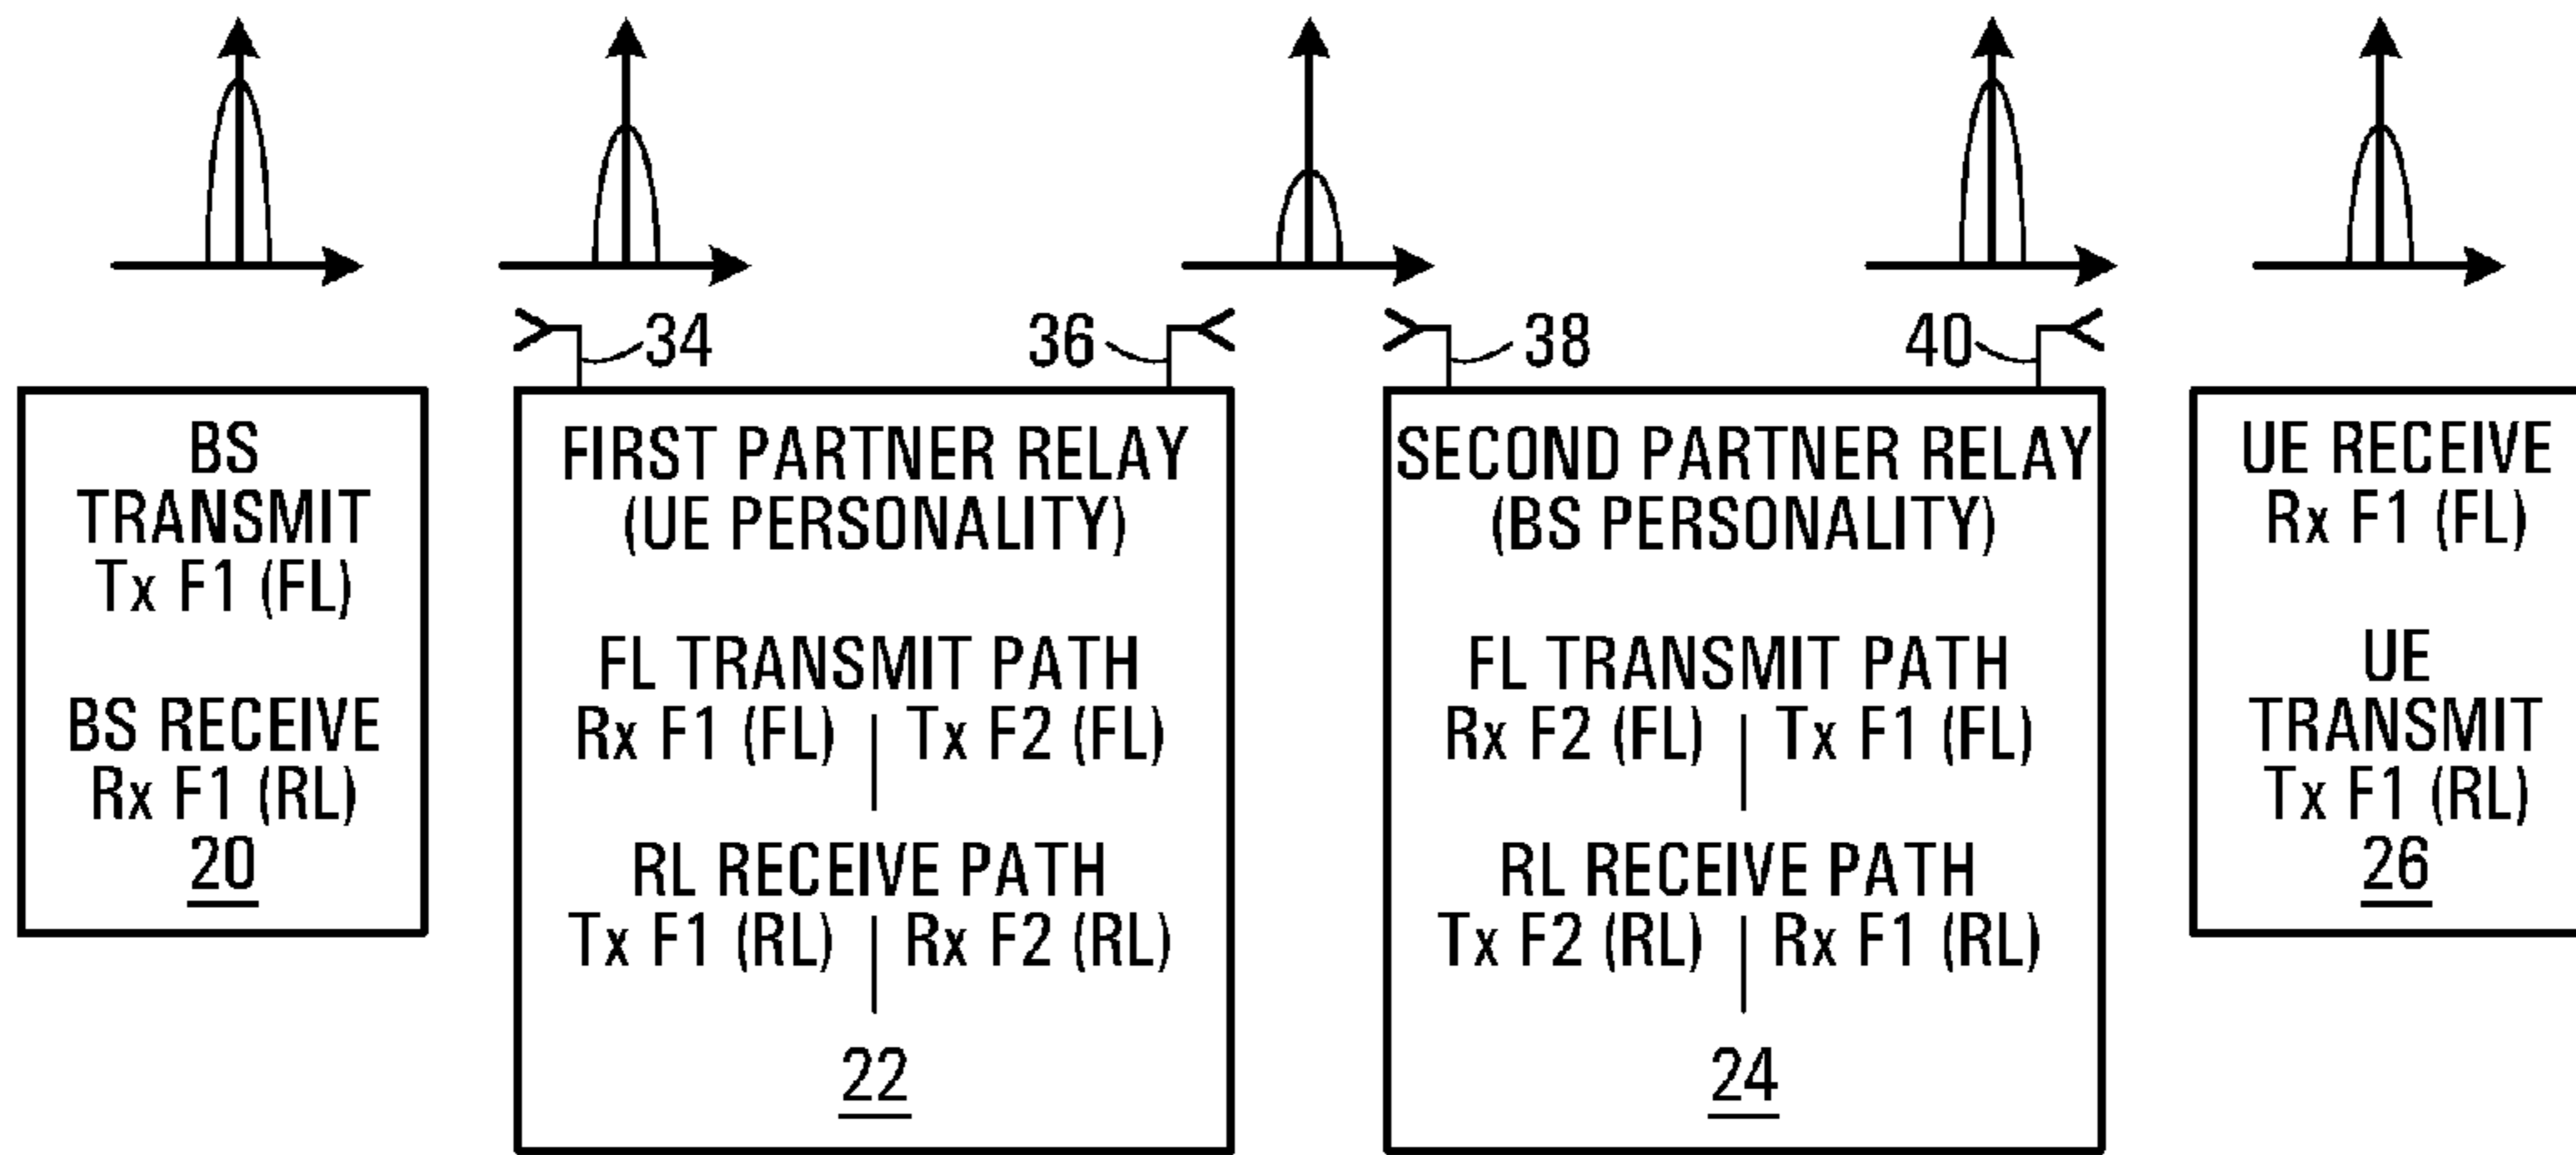 34
36
38
40
BS
TRANSMIT
Tx F1 (FL)
BS RECEIVE
Rx F1 (RL)
20
FIRST PARTNER RELAY
(UE PERSONALITY)
FL TRANSMIT PATH
Rx F1 (FL) | Tx F2 (FL)
RL RECEIVE PATH
Tx F1 (RL) | Rx F2 (RL)
22
SECOND PARTNER RELAY
(BS PERSONALITY)
FL TRANSMIT PATH
Rx F2 (FL) | Tx F1 (FL)
RL RECEIVE PATH
Tx F2 (RL) | Rx F1 (RL)
24
UE RECEIVE
Rx F1 (FL)
UE
TRANSMIT
Tx F1 (RL)
26